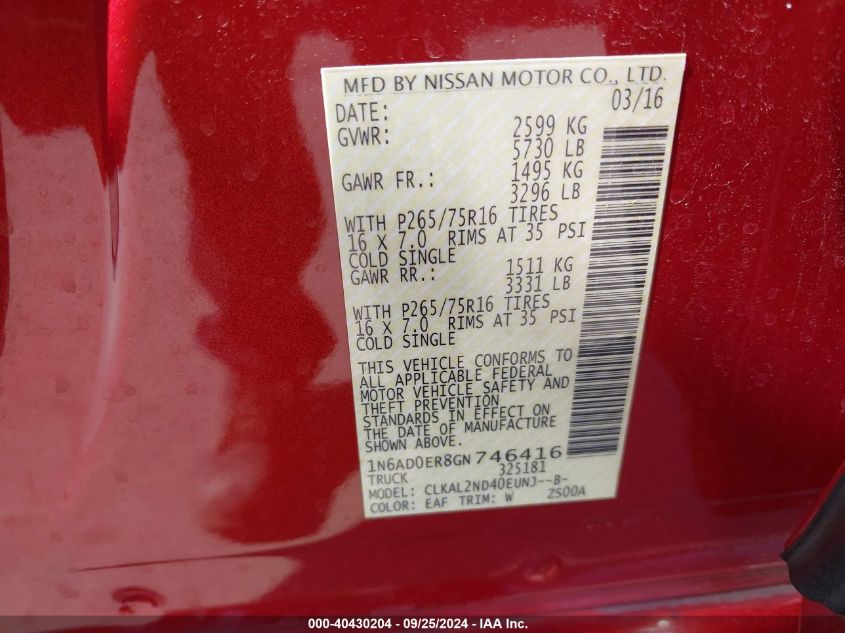 MFD BY NISSAN MOTOR CO., LTD.
DATE: 03/16
GVWR: 2599 KG
5730 LB
GAWR FR.: 1495 KG
3296 LB
WITH P265/75R16 TIRES
16 X 7.0 RIMS AT 35 PSI
COLD SINGLE
GAWR RR.: 1511 KG
3331 LB
WITH P265/75R16 TIRES
16 X 7.0 RIMS AT 35 PSI
COLD SINGLE
THIS VEHICLE CONFORMS TO
ALL APPLICABLE FEDERAL
MOTOR VEHICLE SAFETY AND
THEFT PREVENTION
STANDARDS IN EFFECT ON
THE DATE OF MANUFACTURE
SHOWN ABOVE.
1N6AD0ER8GN746416
TRUCK 325181
MODEL: CLKAL2ND40EUNJ--B-
COLOR: EAF TRIM: W ZS00A
000-40430204 - 09/25/2024 - IAA Inc.